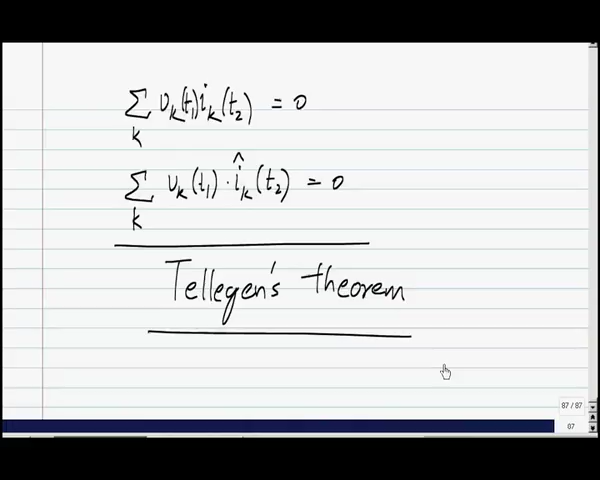 ∑ v_k(t_1) i_k(t_2) = 0
k
∑ v_k(t_1) · î_k(t_2) = 0
k
Tellegen's theorem
87 / 87
87